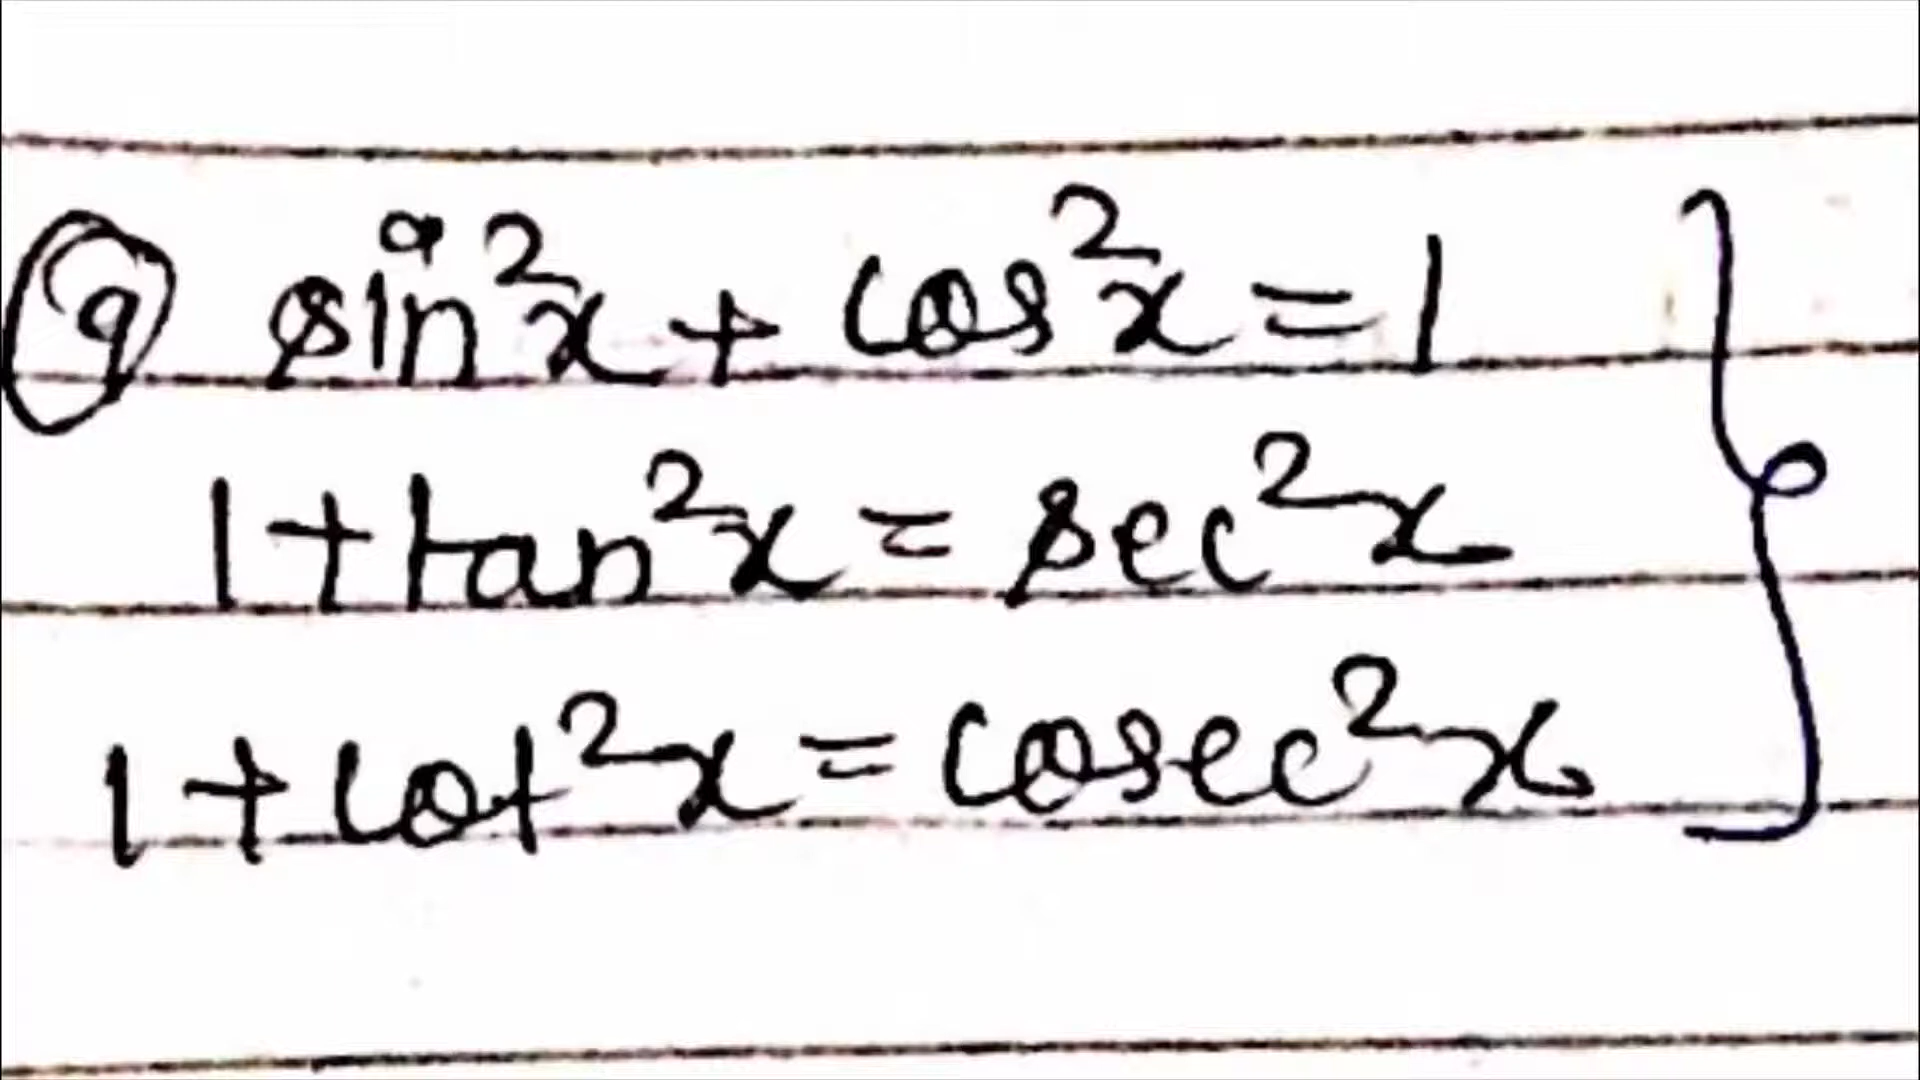 ⑨ sin²x + cos²x = 1
1 + tan²x = sec²x
1 + cot²x = cosec²x